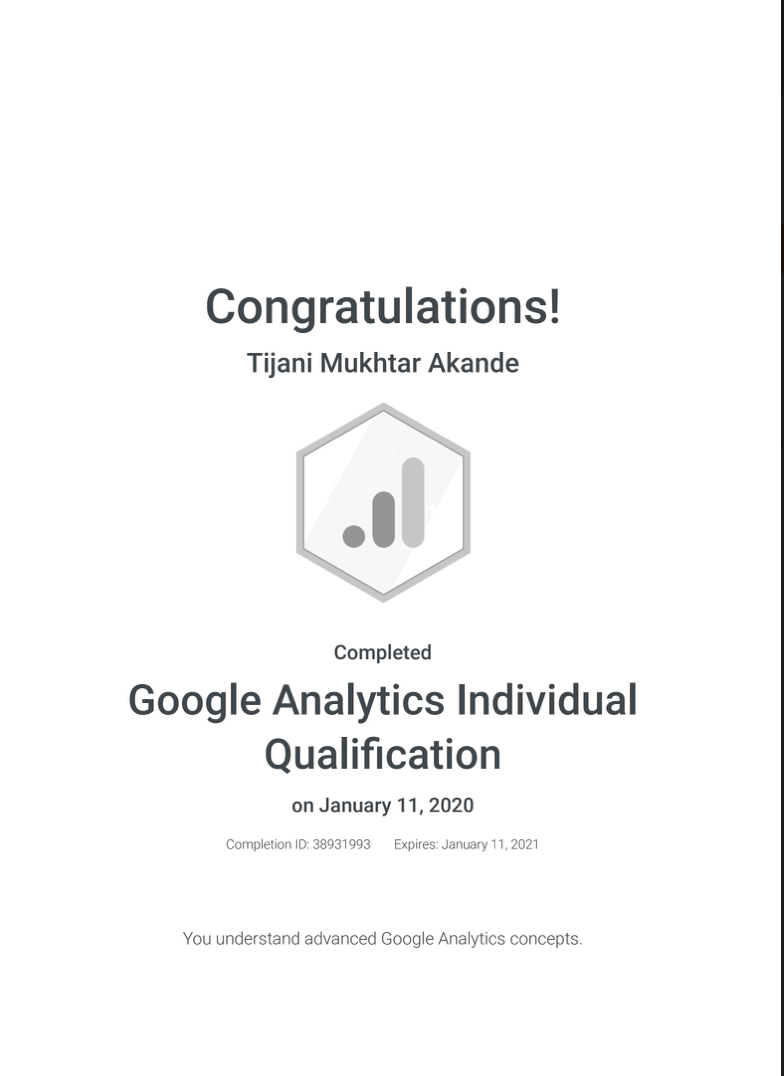 Congratulations!
Tijani Mukhtar Akande
Completed
Google Analytics Individual
Qualification
on January 11, 2020
Completion ID: 38931993 Expires: January 11, 2021
You understand advanced Google Analytics concepts.